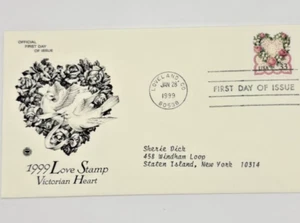 OFFICIAL
FIRST DAY
OF ISSUE
LOVELAND, CO
JAN 28
1999
80538
USA 33
FIRST DAY OF ISSUE
1999 Love Stamp
Victorian Heart
Sherie Dick
458 Windham Loop
Staten Island, New York 10314